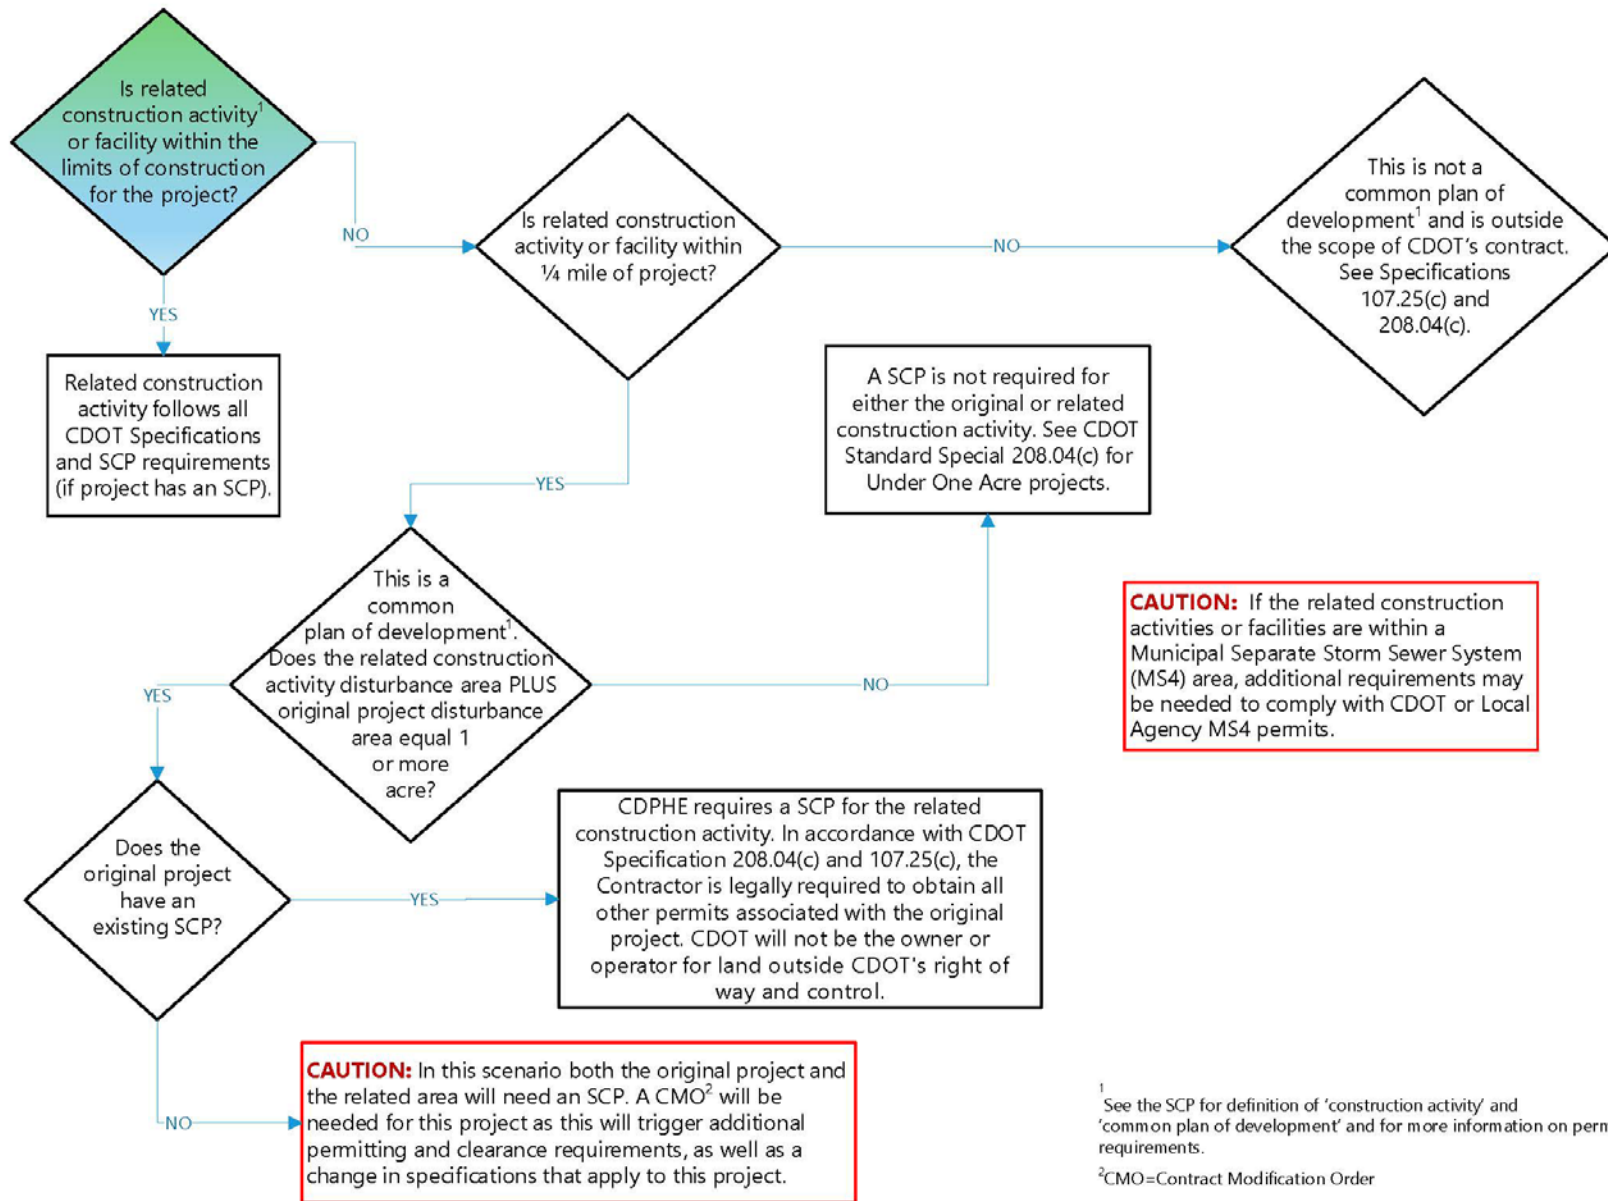 Is related
construction activity¹
or facility within the
limits of construction
for the project?
NO
YES
Related construction
activity follows all
CDOT Specifications
and SCP requirements
(if project has an SCP).
Is related construction
activity or facility within
¼ mile of project?
NO
This is not a
common plan of
development¹ and is outside
the scope of CDOT's contract.
See Specifications
107.25(c) and
208.04(c).
YES
This is a
common
plan of development¹.
Does the related construction
activity disturbance area PLUS
original project disturbance
area equal 1
or more
acre?
NO
A SCP is not required for
either the original or related
construction activity. See CDOT
Standard Special 208.04(c) for
Under One Acre projects.
CAUTION: If the related construction
activities or facilities are within a
Municipal Separate Storm Sewer System
(MS4) area, additional requirements may
be needed to comply with CDOT or Local
Agency MS4 permits.
YES
Does the
original project
have an
existing SCP?
YES
CDPHE requires a SCP for the related
construction activity. In accordance with CDOT
Specification 208.04(c) and 107.25(c), the
Contractor is legally required to obtain all
other permits associated with the original
project. CDOT will not be the owner or
operator for land outside CDOT's right of
way and control.
NO
CAUTION: In this scenario both the original project and
the related area will need an SCP. A CMO² will be
needed for this project as this will trigger additional
permitting and clearance requirements, as well as a
change in specifications that apply to this project.
¹
See the SCP for definition of 'construction activity' and
'common plan of development' and for more information on
requirements.
²CMO=Contract Modification Order